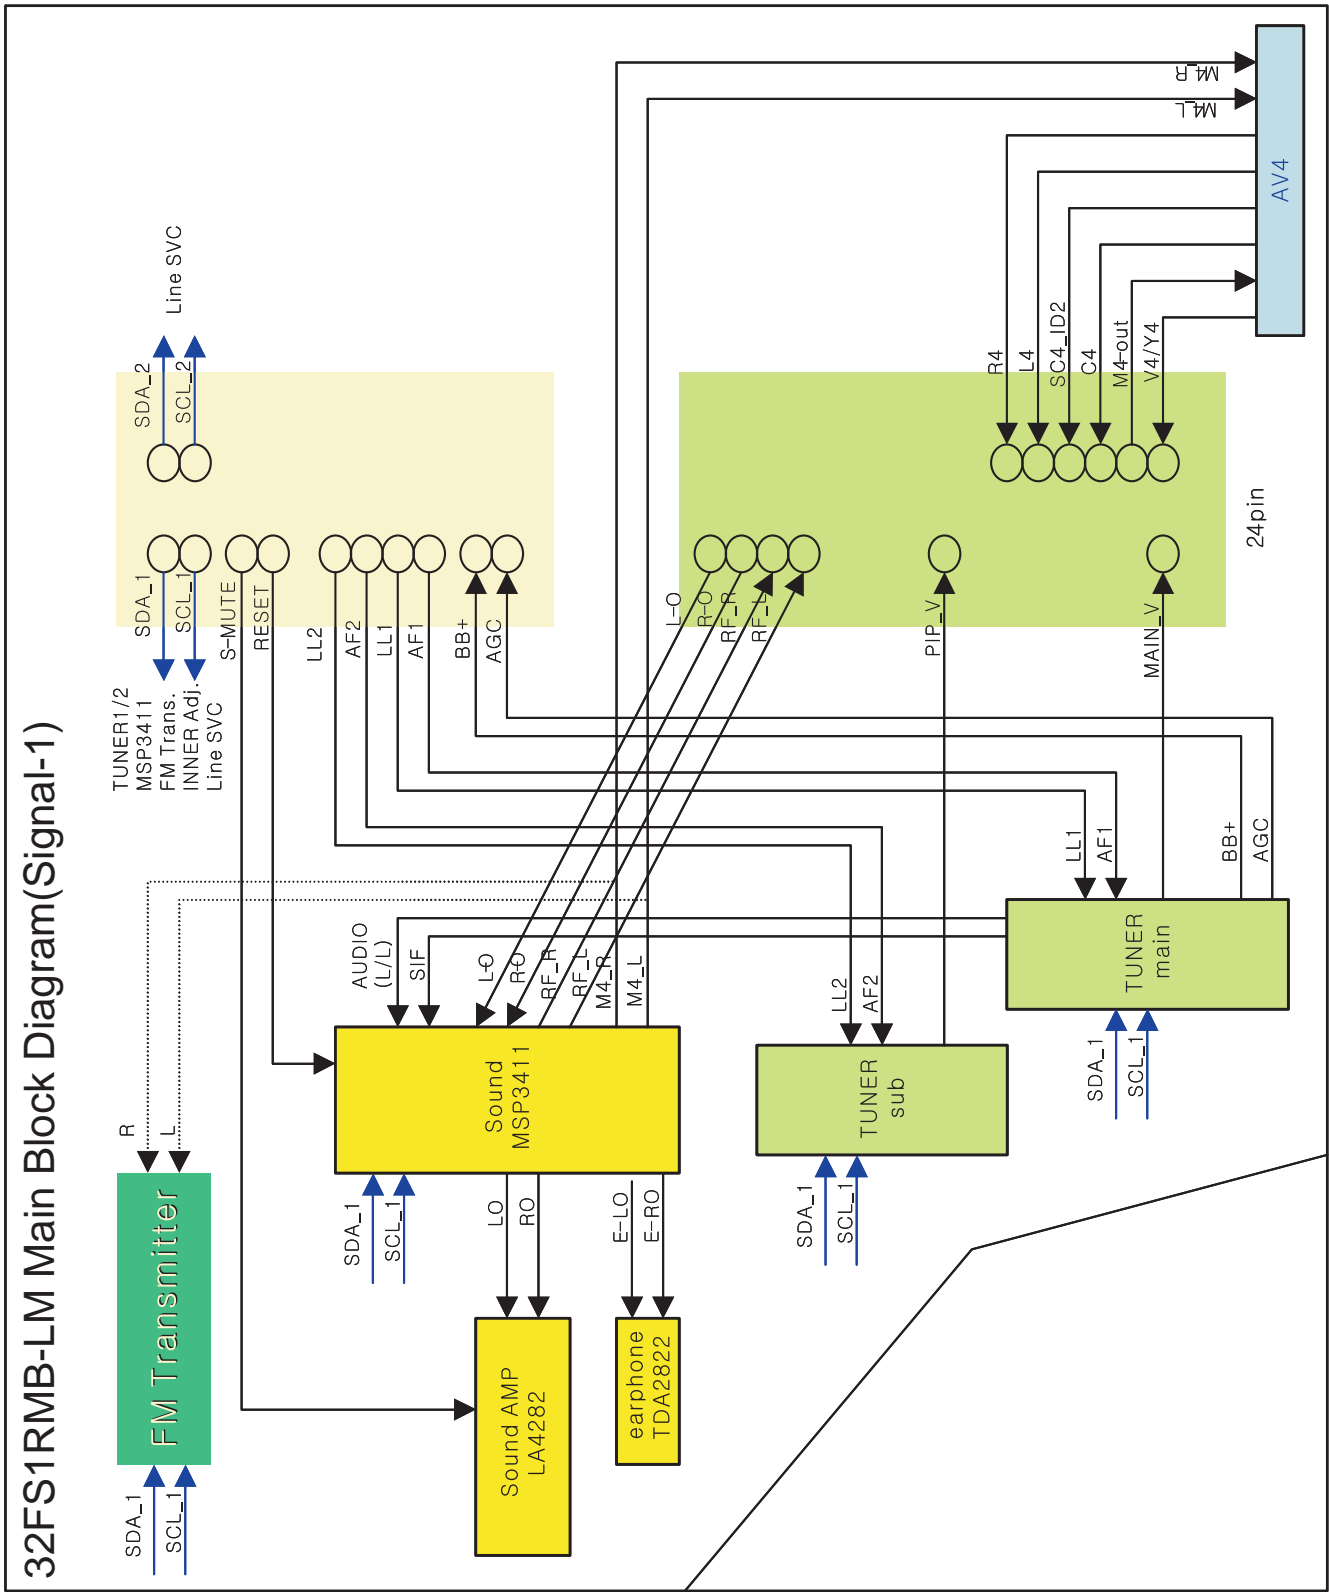 32FS1RMB-LM Main Block Diagram(Signal-1)
SDA_1
SCL_1
FM Transmitter
R
L
TUNER1/2
MSP3411
FM Trans.
INNER Adj.
Line SVC
SDA_1
SCL_1
S-MUTE
RESET
LL2
AF2
LL1
AF1
BB+
AGC
SDA_2
SCL_2
Line SVC
AUDIO
(L/L)
SIF
L-O
R-O
RF_R
RF_L
M4_R
M4_L
Sound
MSP3411
SDA_1
SCL_1
LO
RO
E-LO
E-RO
Sound AMP
LA4282
earphone
TDA2822
L-O
R-O
RF_R
RF_L
PIP_V
MAIN_V
R4
L4
SC4_ID2
C4
M4-out
V4/Y4
24pin
M4_R
M4_L
AV4
LL2
AF2
TUNER
sub
SDA_1
SCL_1
LL1
AF1
BB+
AGC
TUNER
main
SDA_1
SCL_1